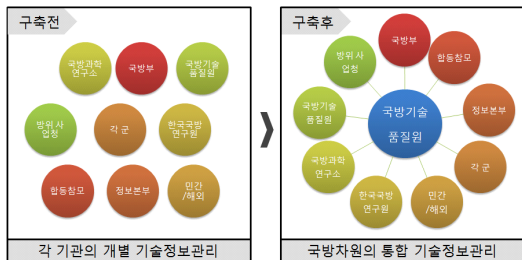 구축전
국방과학
연구소
국방부
국방기술
품질원
방위 사
업청
각 군
한국국방
연구원
합동참모
정보본부
민간
/해외
각 기관의 개별 기술정보관리
구축후
국방부
방위 사
업청
합동참모
국방기술
품질원
정보본부
국방기술
품질원
국방과학
연구소
각 군
한국국방
연구원
민간
/해외
국방차원의 통합 기술정보관리